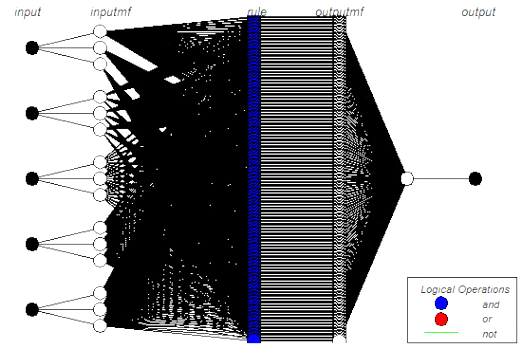 input
inputmf
rule
outputmf
output
Logical Operations
and
or
not